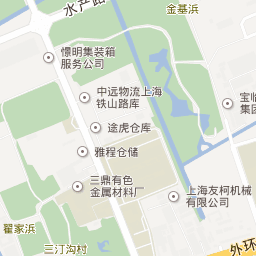 水产路
金基浜
憬明集装箱
服务公司
中远物流上海
铁山路库
宝临
集团
途虎仓库
雅程仓储
三鼎有色
金属材料厂
上海友柯机械
有限公司
翟家浜
三汀沟村
外环